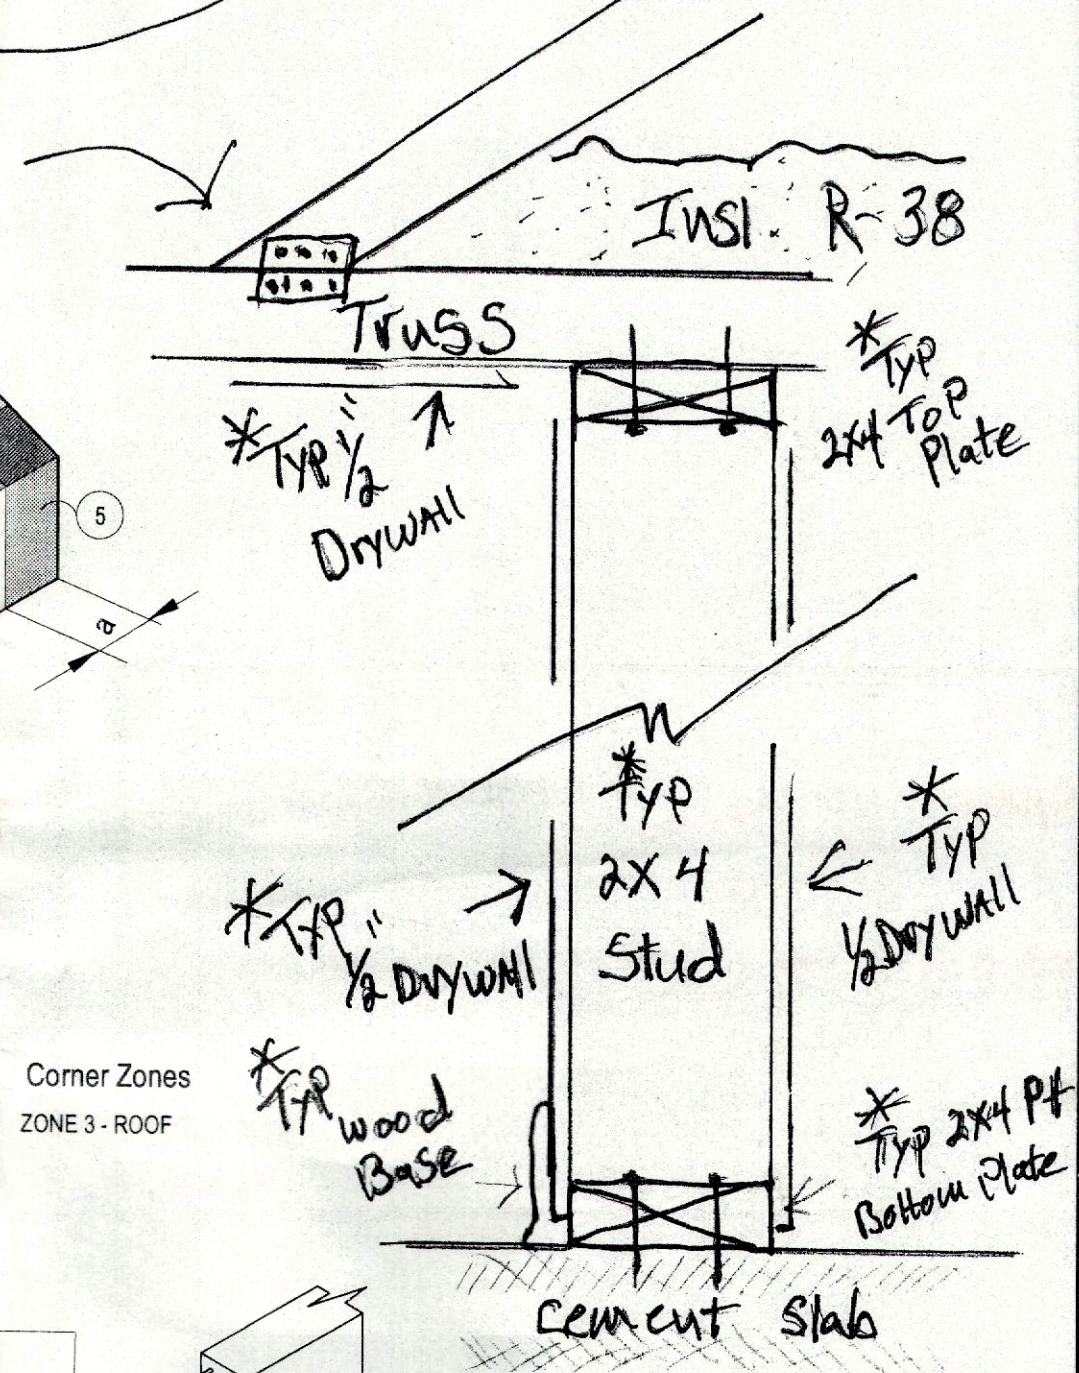 Insl. R-38
Truss
*Typ
2x4 Top
Plate
*Typ 1/2"
Drywall
5
a
*Typ
2x4
Stud
*Typ
1/2 Drywall
*Typ
1/2" Drywall
Corner Zones
ZONE 3 - ROOF
*Typ
wood
Base
*Typ 2x4 Pt
Bottom Plate
Cement Slab